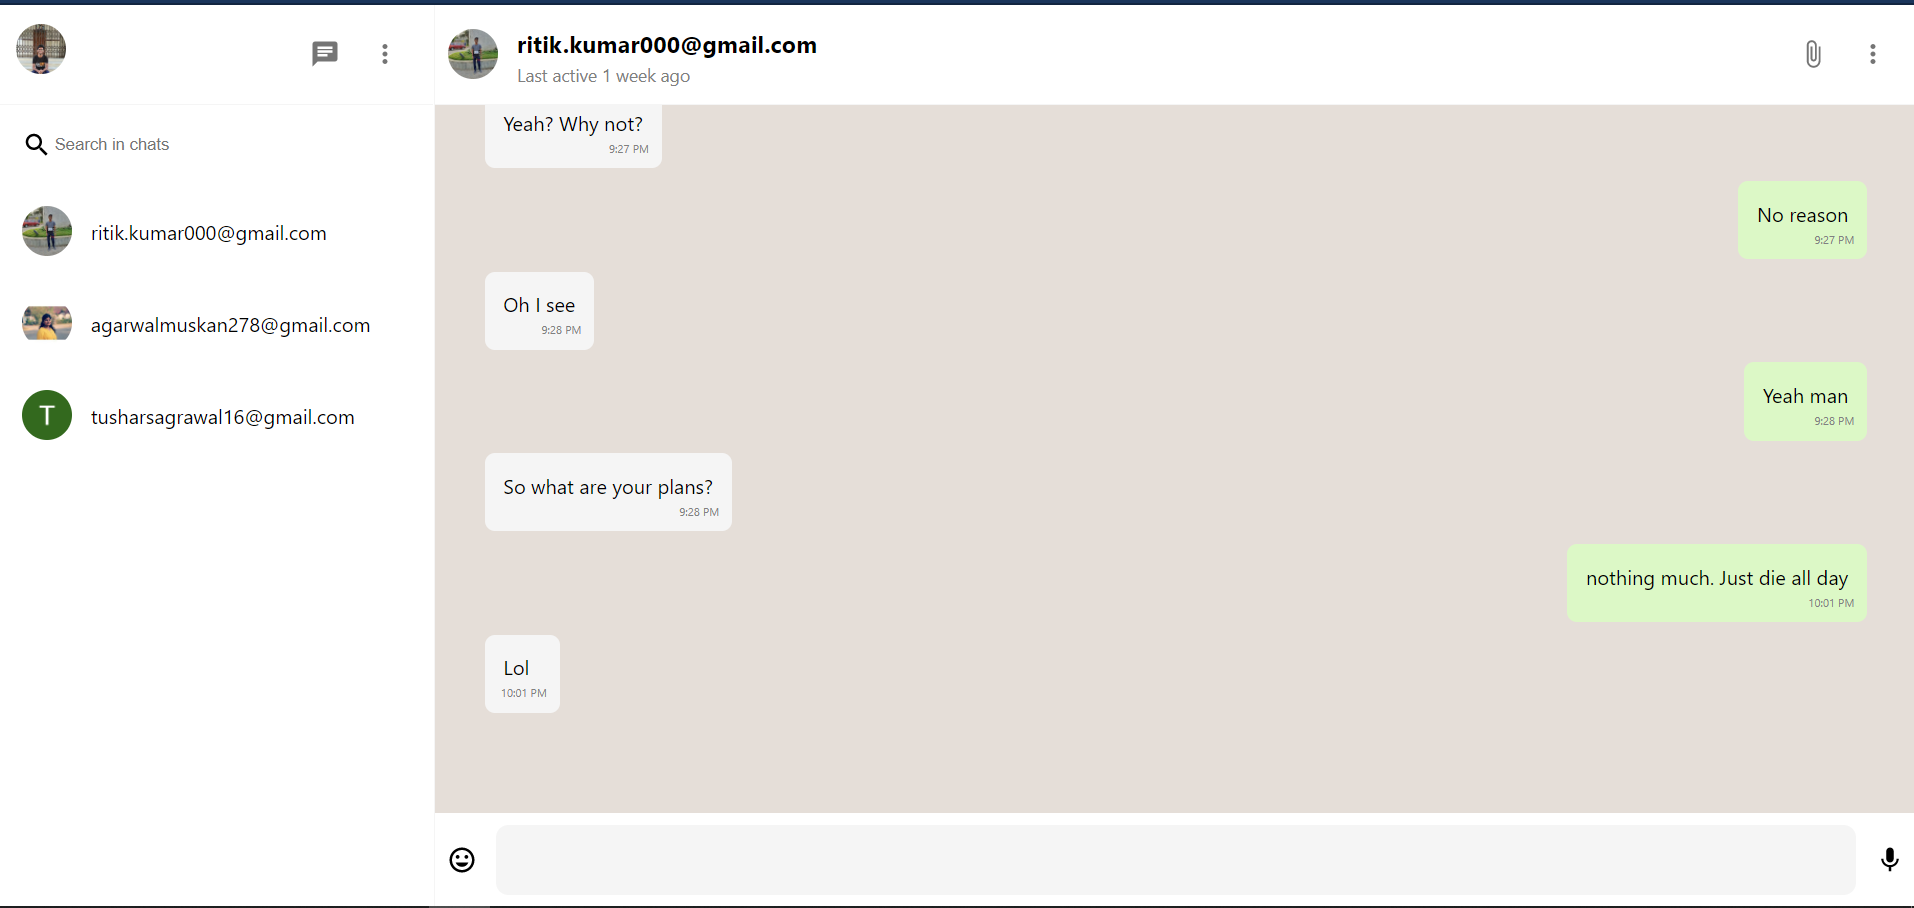 Search in chats
ritik.kumar000@gmail.com
agarwalmuskan278@gmail.com
T
tusharsagrawal16@gmail.com
ritik.kumar000@gmail.com
Last active 1 week ago
Yeah? Why not?
9:27 PM
No reason
9:27 PM
Oh I see
9:28 PM
Yeah man
9:28 PM
So what are your plans?
9:28 PM
nothing much. Just die all day
10:01 PM
Lol
10:01 PM